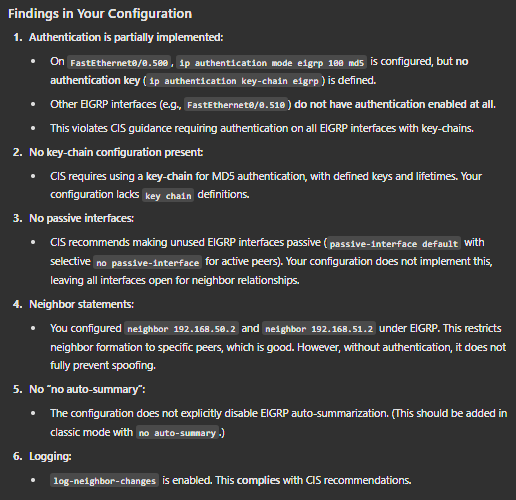 Findings in Your Configuration
1. Authentication is partially implemented:
• On FastEthernet0/0.500, ip authentication mode eigrp 100 md5 is configured, but no
authentication key (ip authentication key-chain eigrp) is defined.
• Other EIGRP interfaces (e.g., FastEthernet0/0.510) do not have authentication enabled at all.
• This violates CIS guidance requiring authentication on all EIGRP interfaces with key-chains.
2. No key-chain configuration present:
• CIS requires using a key-chain for MD5 authentication, with defined keys and lifetimes. Your
configuration lacks key chain definitions.
3. No passive interfaces:
• CIS recommends making unused EIGRP interfaces passive (passive-interface default with
selective no passive-interface for active peers). Your configuration does not implement this,
leaving all interfaces open for neighbor relationships.
4. Neighbor statements:
• You configured neighbor 192.168.50.2 and neighbor 192.168.51.2 under EIGRP. This restricts
neighbor formation to specific peers, which is good. However, without authentication, it does not
fully prevent spoofing.
5. No "no auto-summary":
• The configuration does not explicitly disable EIGRP auto-summarization. (This should be added in
classic mode with no auto-summary.)
6. Logging:
• log-neighbor-changes is enabled. This complies with CIS recommendations.